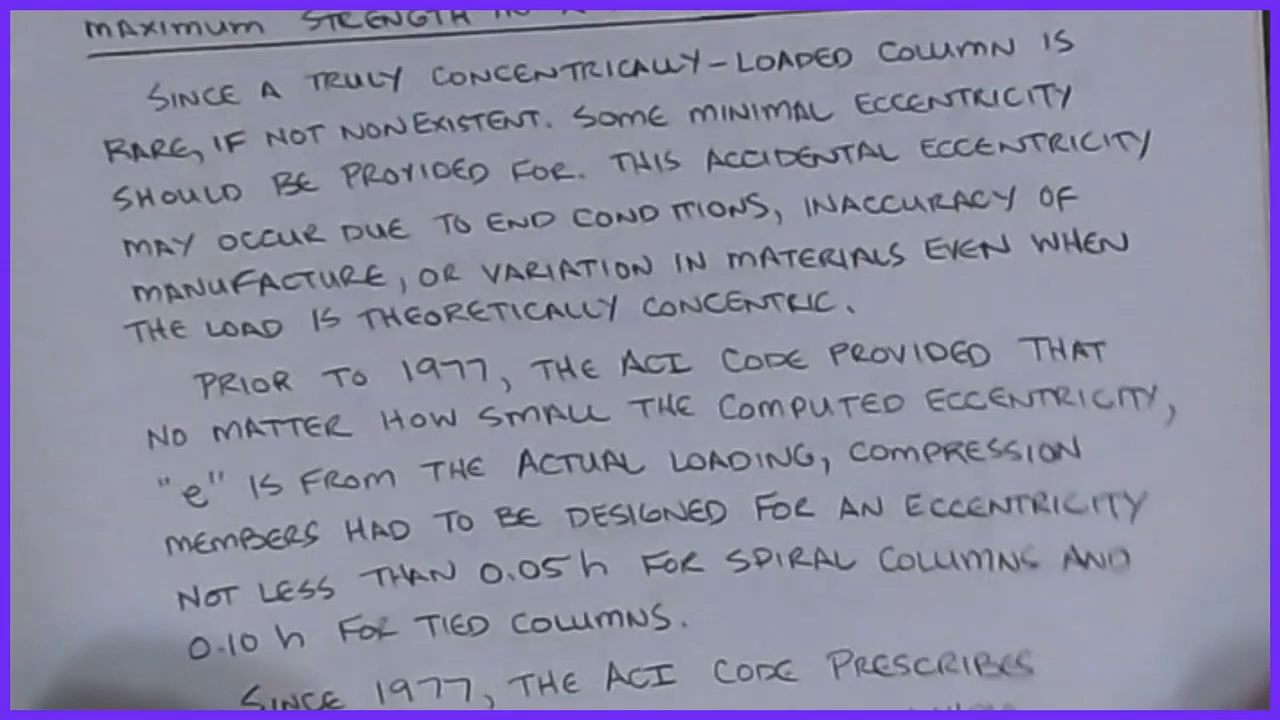 MAXIMUM STRENGTH IN
SINCE A TRULY CONCENTRICALLY-LOADED COLUMN IS
RARE, IF NOT NONEXISTENT. SOME MINIMAL ECCENTRICITY
SHOULD BE PROVIDED FOR. THIS ACCIDENTAL ECCENTRICITY
MAY OCCUR DUE TO END CONDITIONS, INACCURACY OF
MANUFACTURE, OR VARIATION IN MATERIALS EVEN WHEN
THE LOAD IS THEORETICALLY CONCENTRIC.
PRIOR TO 1977, THE ACI CODE PROVIDED THAT
NO MATTER HOW SMALL THE COMPUTED ECCENTRICITY,
"e" IS FROM THE ACTUAL LOADING, COMPRESSION
MEMBERS HAD TO BE DESIGNED FOR AN ECCENTRICITY
NOT LESS THAN 0.05h FOR SPIRAL COLUMNS AND
0.10 h FOR TIED COLUMNS.
SINCE 1977, THE ACI CODE PRESCRIBES